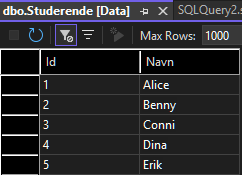 dbo.Studerende [Data] SQLQuery2.s
Max Rows: 1000
Id Navn
1 Alice
2 Benny
3 Conni
4 Dina
5 Erik